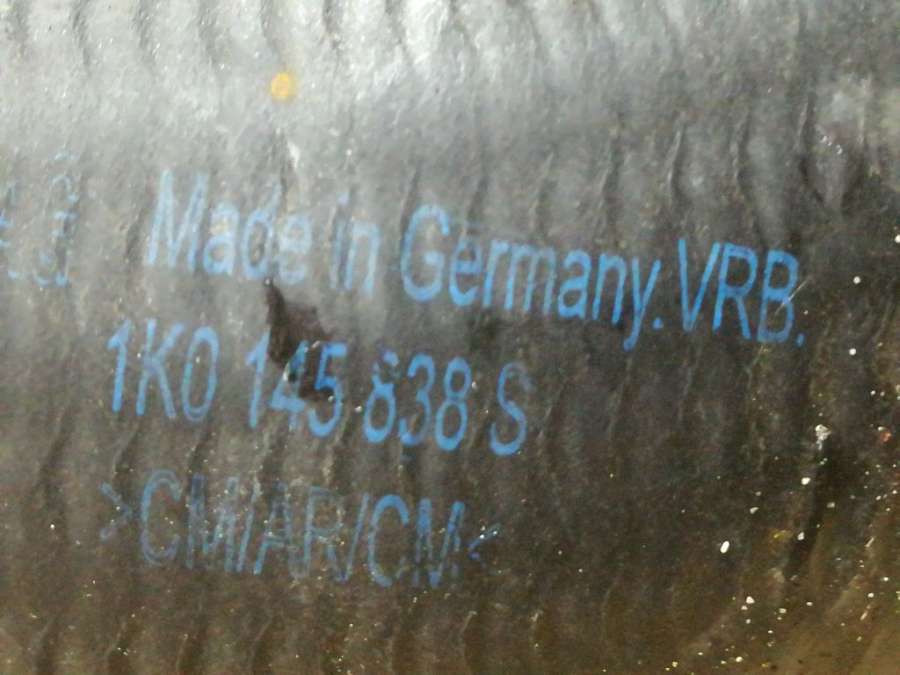 Made in Germany.VRB.
1K0 145 838 S
>CM/AR/CM<